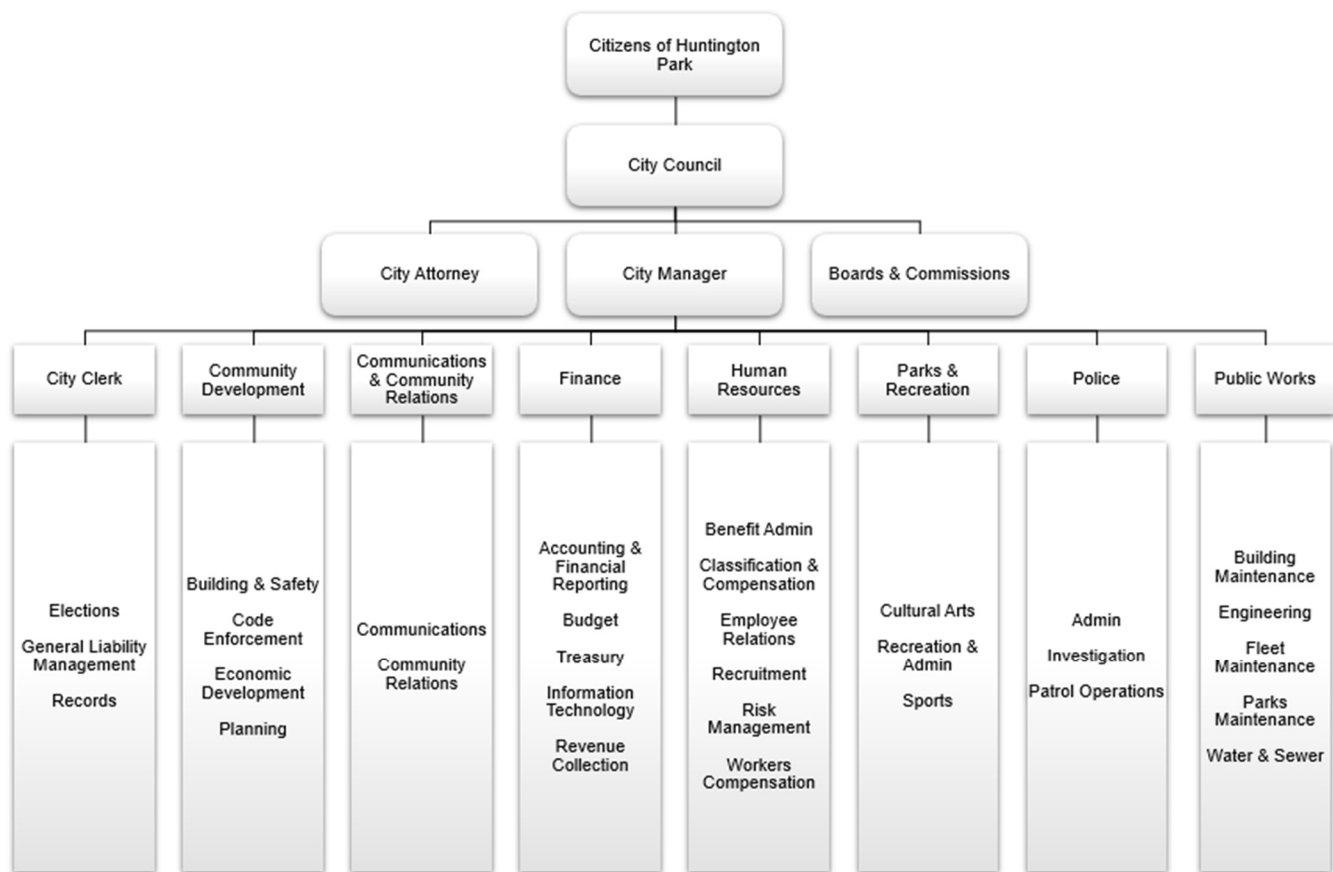 Citizens of Huntington
Park
City Council
City Attorney
City Manager
Boards & Commissions
City Clerk
Community
Development
Communications
& Community
Relations
Finance
Human
Resources
Parks &
Recreation
Police
Public Works
Elections
General Liability
Management
Records
Building & Safety
Code
Enforcement
Economic
Development
Planning
Communications
Community
Relations
Accounting &
Financial
Reporting
Budget
Treasury
Information
Technology
Revenue
Collection
Benefit Admin
Classification &
Compensation
Employee
Relations
Recruitment
Risk
Management
Workers
Compensation
Cultural Arts
Recreation &
Admin
Sports
Admin
Investigation
Patrol Operations
Building
Maintenance
Engineering
Fleet
Maintenance
Parks
Maintenance
Water & Sewer